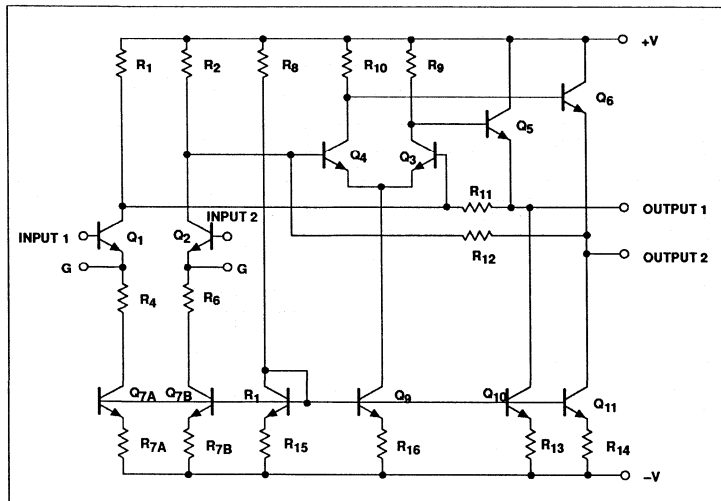 R1 R2 R8 R10 R9 +V
Q6
Q5
Q4 Q3
R11
OUTPUT 1
INPUT 2
INPUT 1 Q1 Q2
R12
OUTPUT 2
G G
R4 R6
Q7A Q7B R1 Q9 Q10 Q11
R7A R7B R15 R16 R13 R14
–V